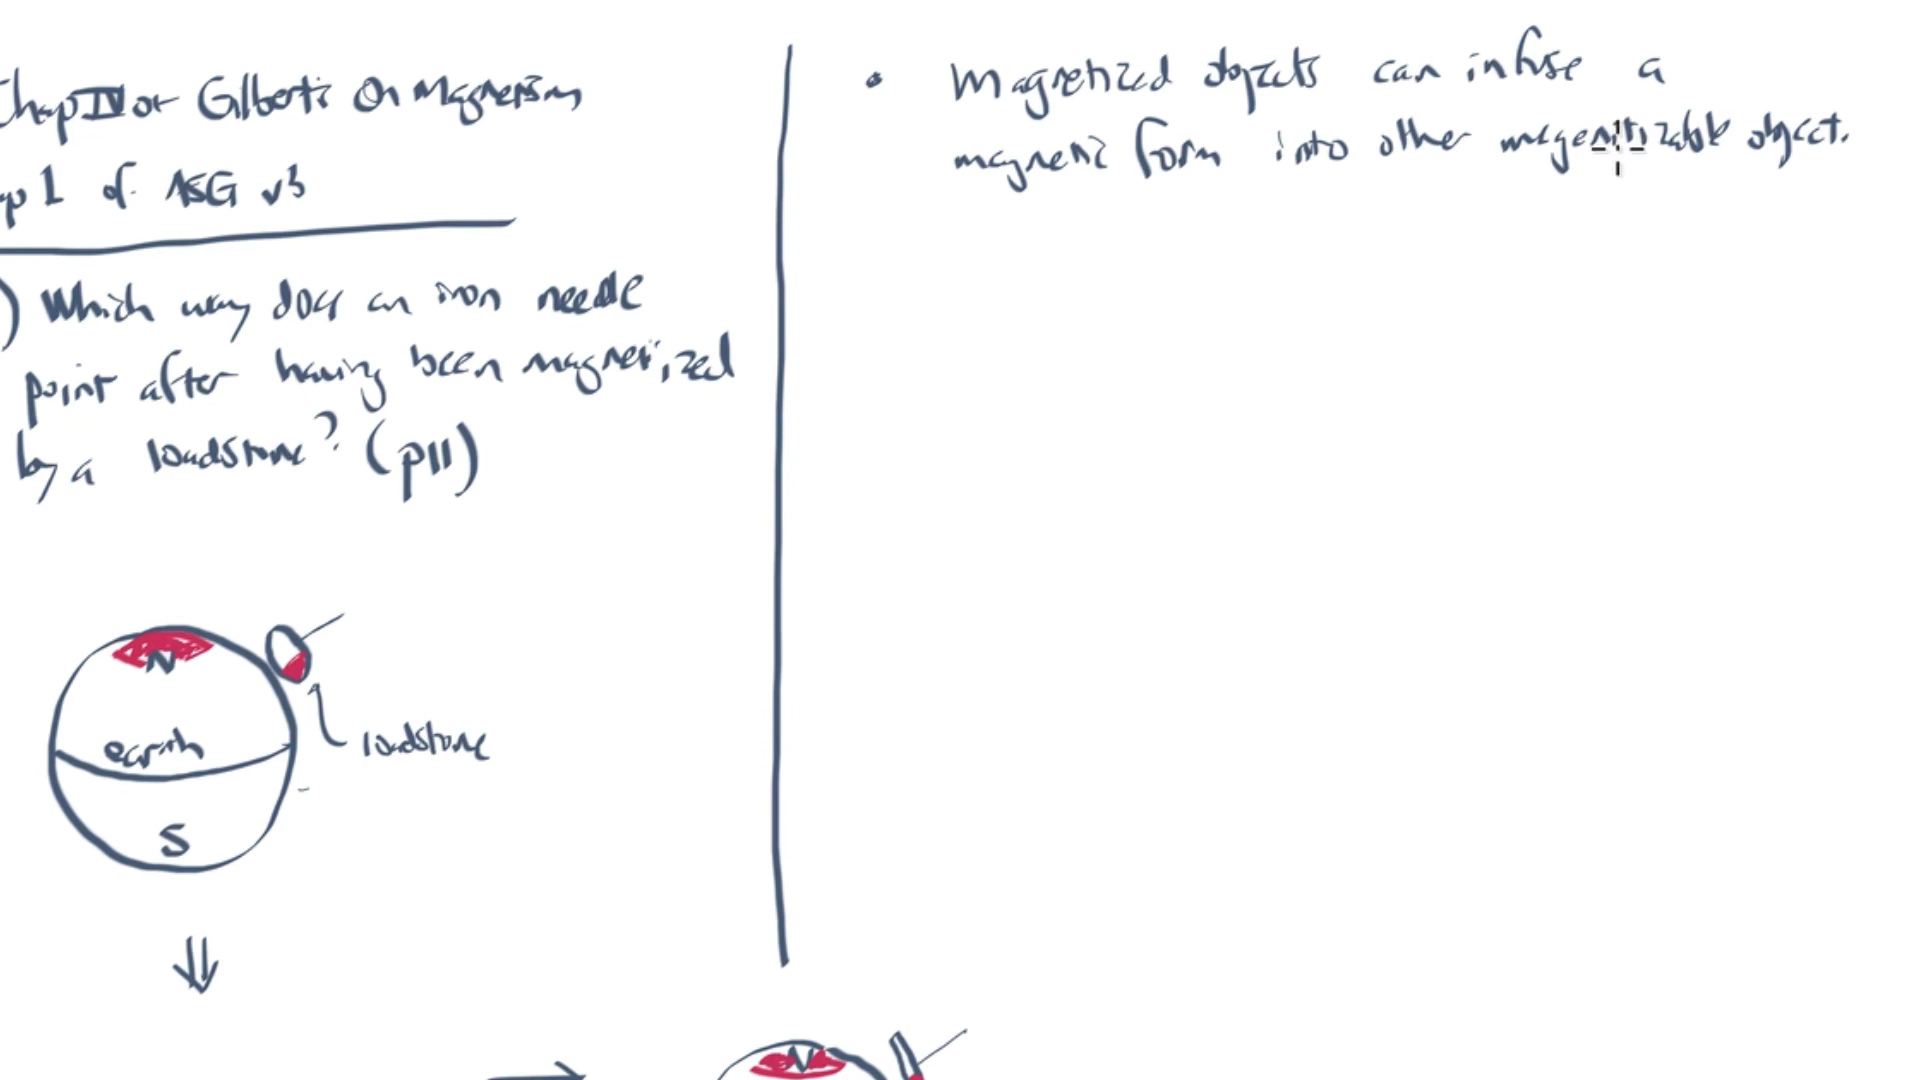 Chap IV of Gilbert's On Magnetism
p 1 of ASG v3
) Which way does an iron needle
point after having been magnetized
by a loadstone? (p11)
N
earth
S
loadstone
• Magnetized objects can infuse a
magnetic form into other magentizable object.
N